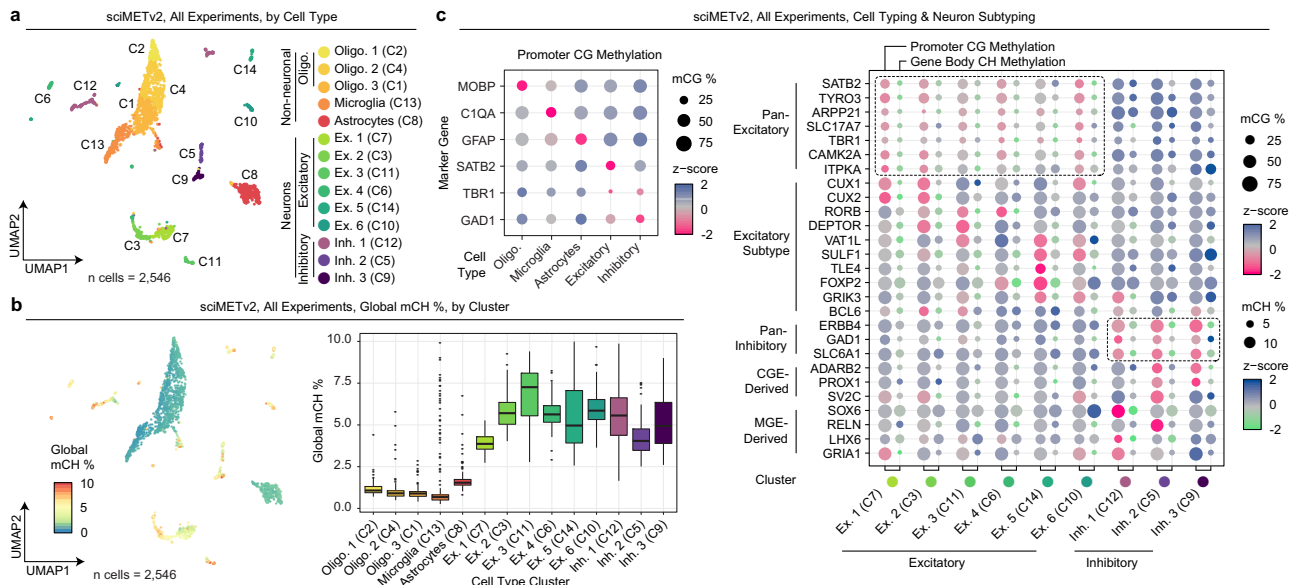 a
sciMETv2, All Experiments, by Cell Type
C2
C14
C12
C6
C4
C1
C10
C13
C5
C9
C8
C3
C7
C11
UMAP2
UMAP1
n cells = 2,546
Non-neuronal
Oligo.
Neurons
Excitatory
Inhibitory
Oligo. 1 (C2)
Oligo. 2 (C4)
Oligo. 3 (C1)
Microglia (C13)
Astrocytes (C8)
Ex. 1 (C7)
Ex. 2 (C3)
Ex. 3 (C11)
Ex. 4 (C6)
Ex. 5 (C14)
Ex. 6 (C10)
Inh. 1 (C12)
Inh. 2 (C5)
Inh. 3 (C9)
b
sciMETv2, All Experiments, Global mCH %, by Cluster
Global
mCH %
10
5
0
UMAP2
UMAP1
n cells = 2,546
Global mCH %
10.0
7.5
5.0
2.5
0.0
Oligo. 1 (C2)
Oligo. 2 (C4)
Oligo. 3 (C1)
Microglia (C13)
Astrocytes (C8)
Ex. 1 (C7)
Ex. 2 (C3)
Ex. 3 (C11)
Ex. 4 (C6)
Ex. 5 (C14)
Ex. 6 (C10)
Inh. 1 (C12)
Inh. 2 (C5)
Inh. 3 (C9)
Cell Type Cluster
c
sciMETv2, All Experiments, Cell Typing & Neuron Subtyping
Promoter CG Methylation
Marker Gene
MOBP
C1QA
GFAP
SATB2
TBR1
GAD1
Cell
Type
Oligo.
Microglia
Astrocytes
Excitatory
Inhibitory
mCG %
25
50
75
z-score
2
0
-2
Promoter CG Methylation
Gene Body CH Methylation
Pan-
Excitatory
SATB2
TYRO3
ARPP21
SLC17A7
TBR1
CAMK2A
ITPKA
Excitatory
Subtype
CUX1
CUX2
RORB
DEPTOR
VAT1L
SULF1
TLE4
FOXP2
GRIK3
BCL6
Pan-
Inhibitory
ERBB4
GAD1
SLC6A1
CGE-
Derived
ADARB2
PROX1
SV2C
MGE-
Derived
SOX6
RELN
LHX6
GRIA1
Cluster
Ex. 1 (C7)
Ex. 2 (C3)
Ex. 3 (C11)
Ex. 4 (C6)
Ex. 5 (C14)
Ex. 6 (C10)
Inh. 1 (C12)
Inh. 2 (C5)
Inh. 3 (C9)
Excitatory
Inhibitory
mCG %
25
50
75
z-score
2
0
-2
mCH %
5
10
z-score
2
0
-2